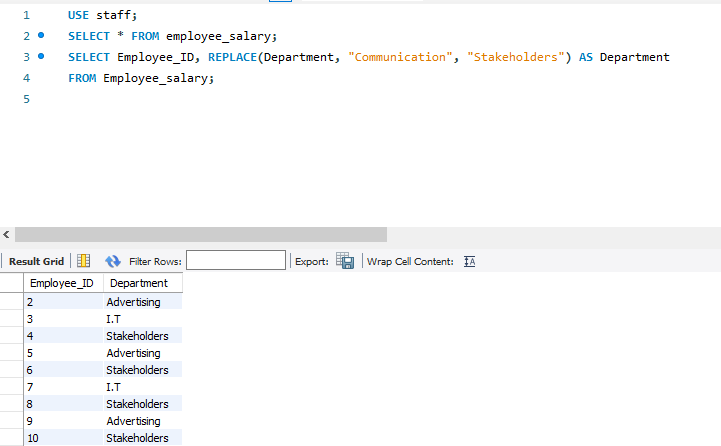 1 USE staff;
2 SELECT * FROM employee_salary;
3 SELECT Employee_ID, REPLACE(Department, "Communication", "Stakeholders") AS Department
4 FROM Employee_salary;
5
Result Grid Filter Rows: Export: Wrap Cell Content:
Employee_ID Department
2 Advertising
3 I.T
4 Stakeholders
5 Advertising
6 Stakeholders
7 I.T
8 Stakeholders
9 Advertising
10 Stakeholders